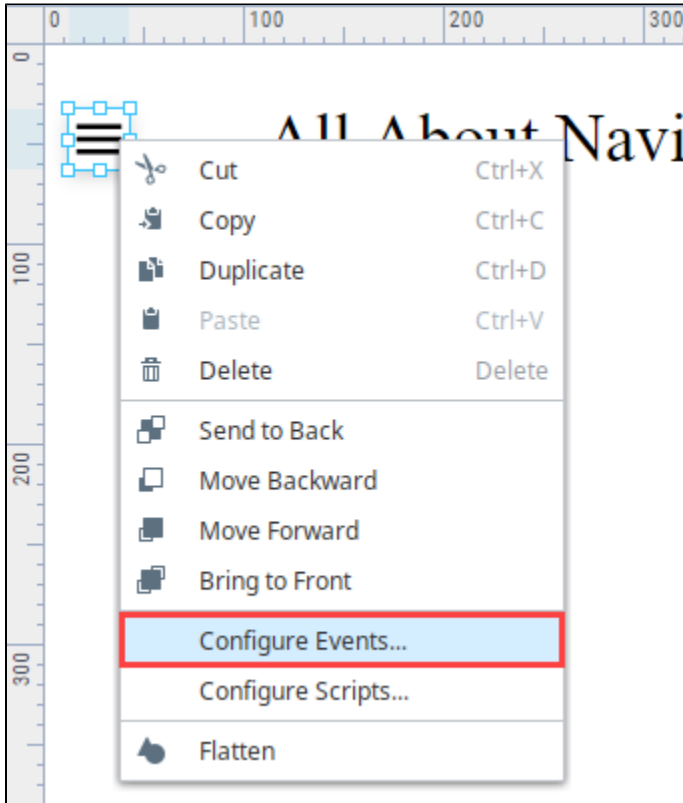 0 100 200 300
0
All About Navi
Cut Ctrl+X
Copy Ctrl+C
Duplicate Ctrl+D
100
Paste Ctrl+V
Delete Delete
Send to Back
200
Move Backward
Move Forward
Bring to Front
Configure Events...
300
Configure Scripts...
Flatten